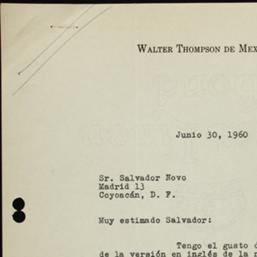 WALTER THOMPSON DE MEX
Junio 30, 1960
Sr. Salvador Novo
Madrid 13
Coyoacán, D. F.
Muy estimado Salvador:
Tengo el gusto d
de la versión en inglés de la